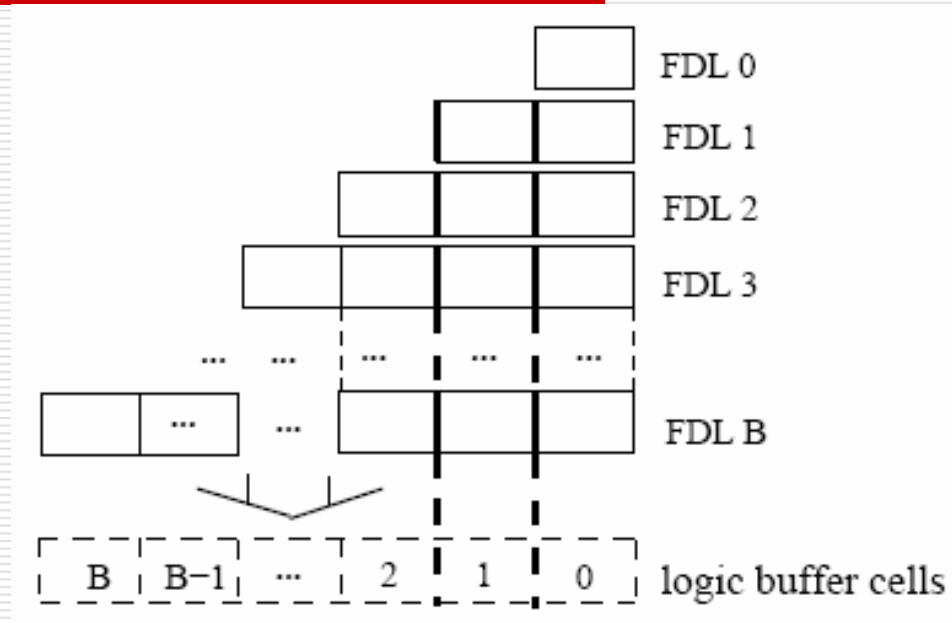 FDL 0
FDL 1
FDL 2
FDL 3
... ... ... ... ...
... ... FDL B
B B−1 ... 2 1 0 logic buffer cells